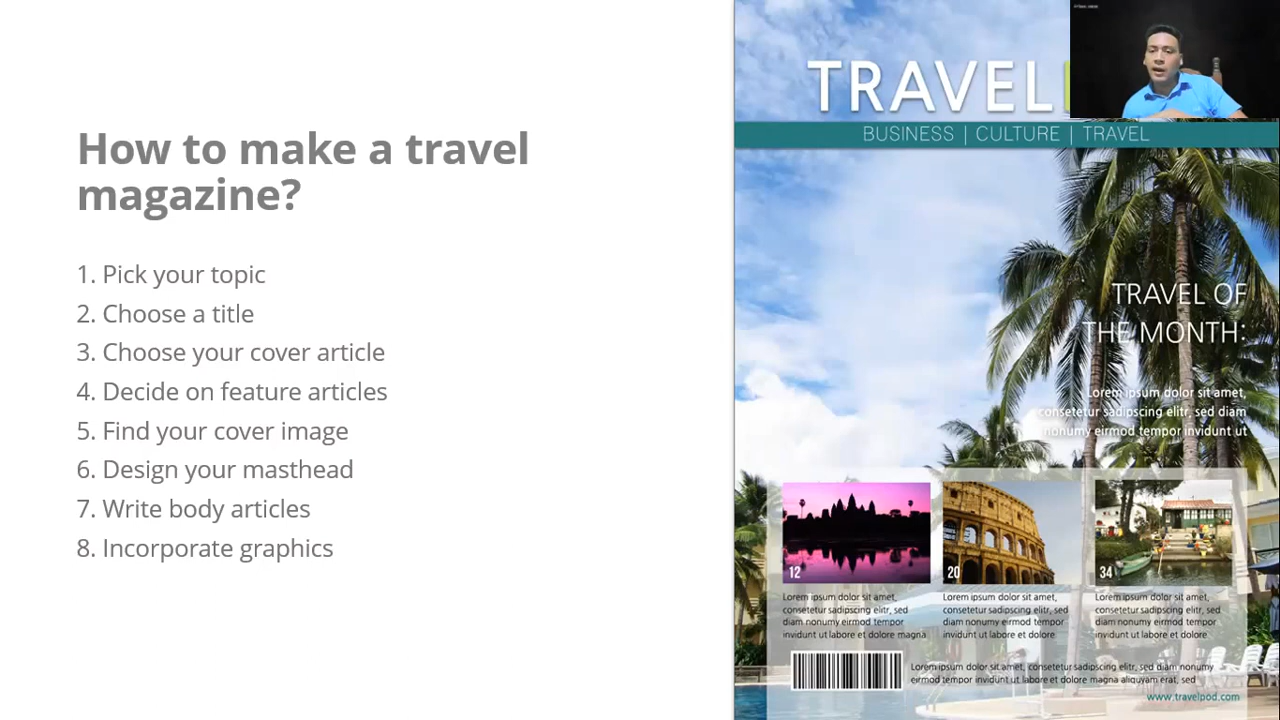 How to make a travel
magazine?
1. Pick your topic
2. Choose a title
3. Choose your cover article
4. Decide on feature articles
5. Find your cover image
6. Design your masthead
7. Write body articles
8. Incorporate graphics
TRAVEL
BUSINESS | CULTURE | TRAVEL
TRAVEL OF
THE MONTH:
Lorem ipsum dolor sit amet,
consetetur sadipscing elitr, sed diam
nonumy eirmod tempor invidunt ut
12
Lorem ipsum dolor sit amet,
consetetur sadipscing elitr, sed
diam nonumy eirmod tempor
invidunt ut labore et dolore magna
20
Lorem ipsum dolor sit amet,
consetetur sadipscing elitr, sed
diam nonumy eirmod tempor
invidunt ut labore et dolore
34
Lorem ipsum dolor sit amet,
consetetur sadipscing elitr, sed
diam nonumy eirmod tempor
invidunt ut labore et dolore
Lorem ipsum dolor sit amet, consetetur sadipscing elitr, sed diam nonumy
eirmod tempor invidunt ut labore et dolore magna aliquyam erat, sed
www.travelpod.com